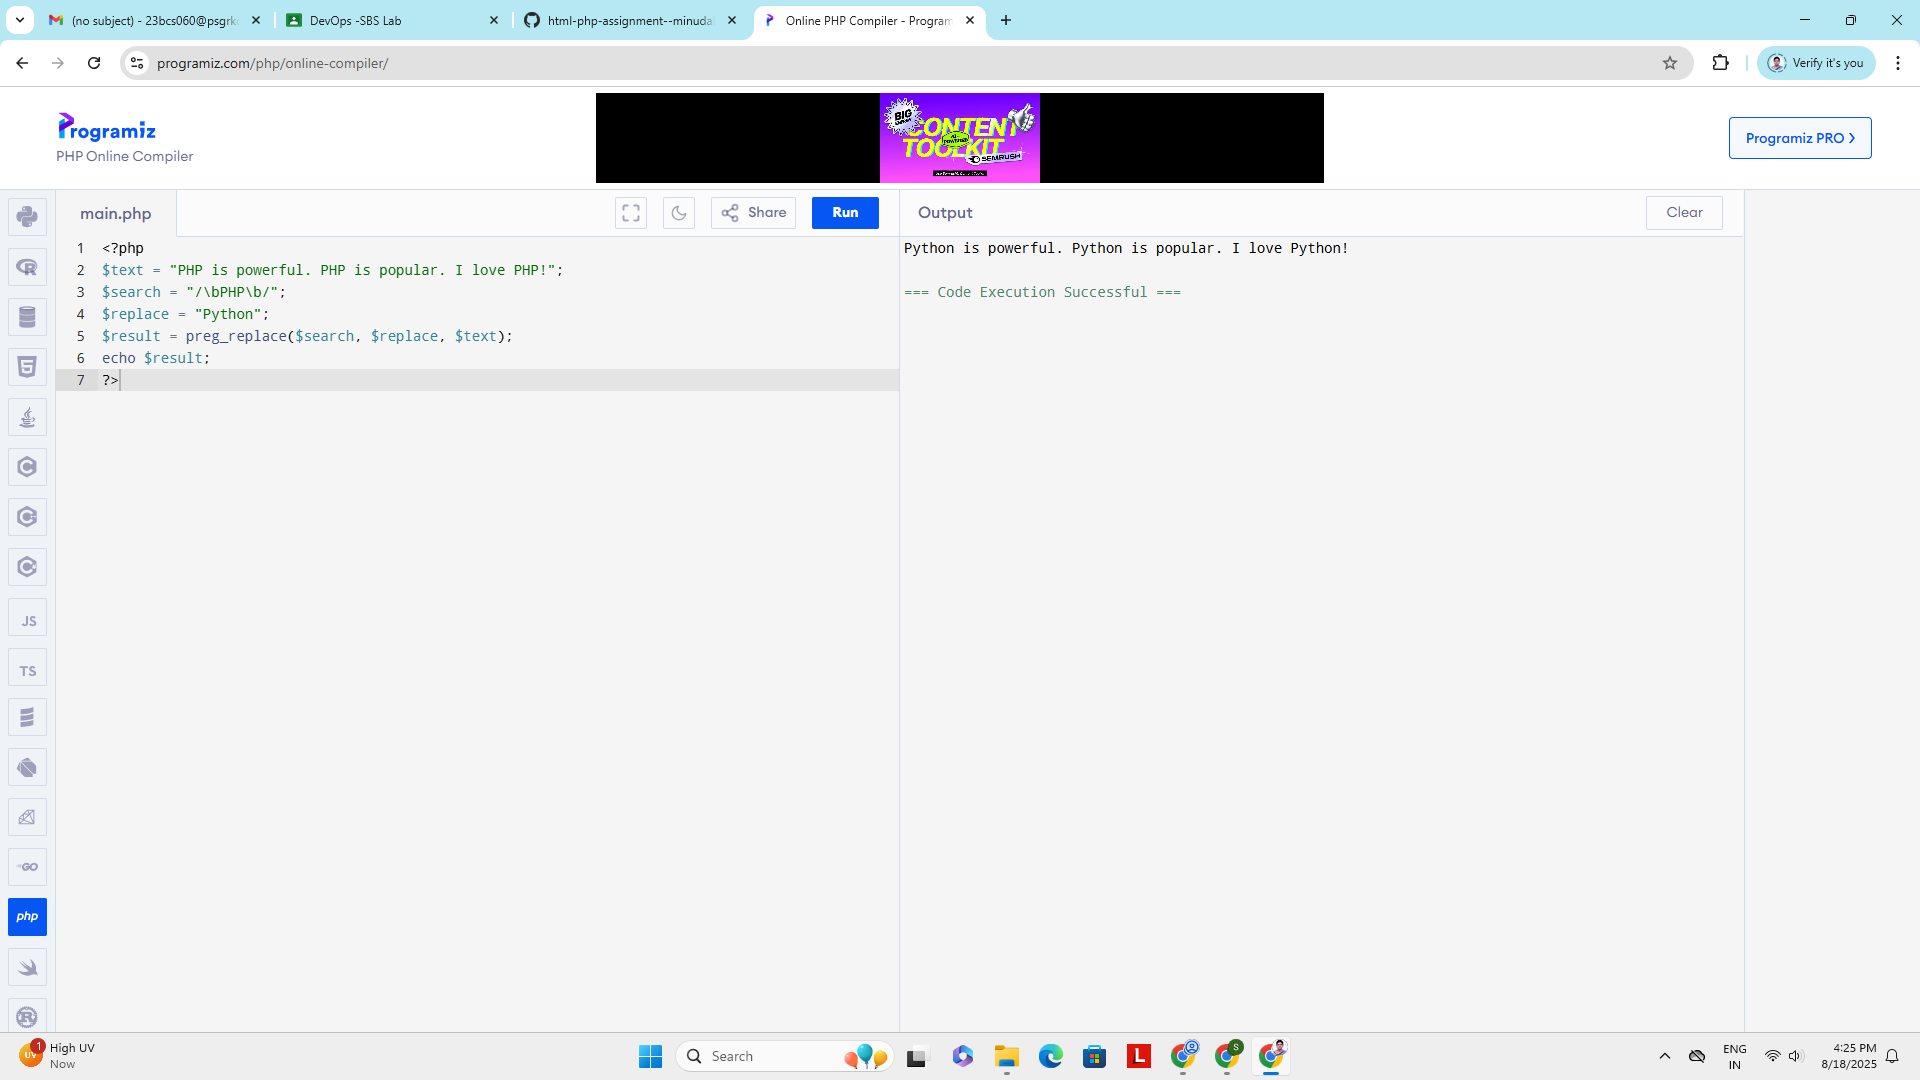 (no subject) - 23bcs060@psgrk
DevOps -SBS Lab
html-php-assignment--minuda
Online PHP Compiler - Program
programiz.com/php/online-compiler/
Verify it's you
Programiz
PHP Online Compiler
BIG
CONTENT
TOOLKIT
SEMRUSH
Programiz PRO
main.php
Share
Run
Output
Clear
1 <?php
2 $text = "PHP is powerful. PHP is popular. I love PHP!";
3 $search = "/\bPHP\b/";
4 $replace = "Python";
5 $result = preg_replace($search, $replace, $text);
6 echo $result;
7 ?>
Python is powerful. Python is popular. I love Python!
=== Code Execution Successful ===
JS
TS
GO
php
UV
1
High UV
Now
Search
L
S
ENG
IN
4:25 PM
8/18/2025